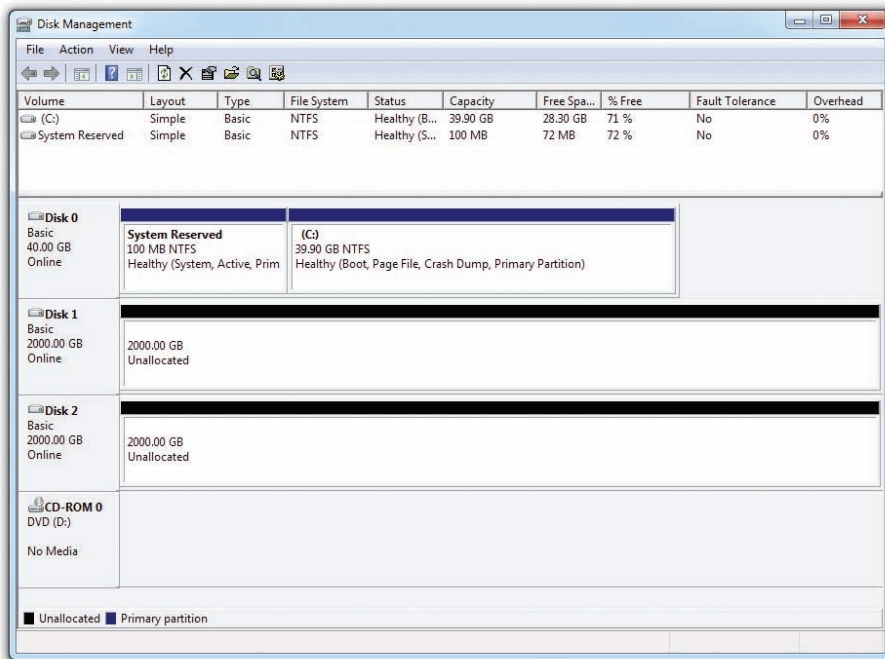 Disk Management
File Action View Help
Volume Layout Type File System Status Capacity Free Spa... % Free Fault Tolerance Overhead
(C:) Simple Basic NTFS Healthy (B... 39.90 GB 28.30 GB 71 % No 0%
System Reserved Simple Basic NTFS Healthy (S... 100 MB 72 MB 72 % No 0%
Disk 0
Basic
40.00 GB
Online
System Reserved
100 MB NTFS
Healthy (System, Active, Prim
(C:)
39.90 GB NTFS
Healthy (Boot, Page File, Crash Dump, Primary Partition)
Disk 1
Basic
2000.00 GB
Online
2000.00 GB
Unallocated
Disk 2
Basic
2000.00 GB
Online
2000.00 GB
Unallocated
CD-ROM 0
DVD (D:)
No Media
Unallocated Primary partition